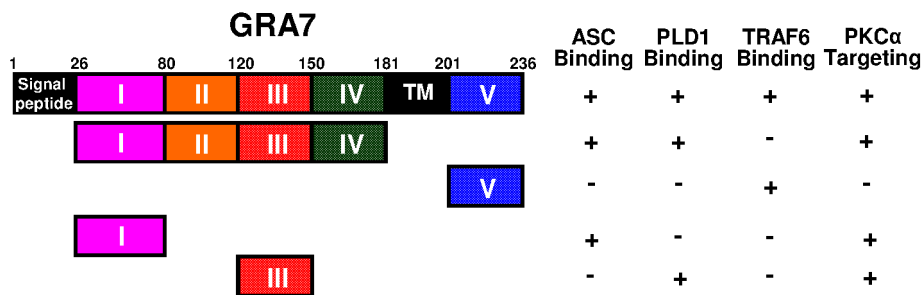 GRA7
ASC PLD1 TRAF6 PKCα
Binding Binding Binding Targeting
1 26 80 120 150 181 201 236
Signal peptide I II III IV TM V + + + +
I II III IV + + - +
V - - + -
I + - - +
III - + - +